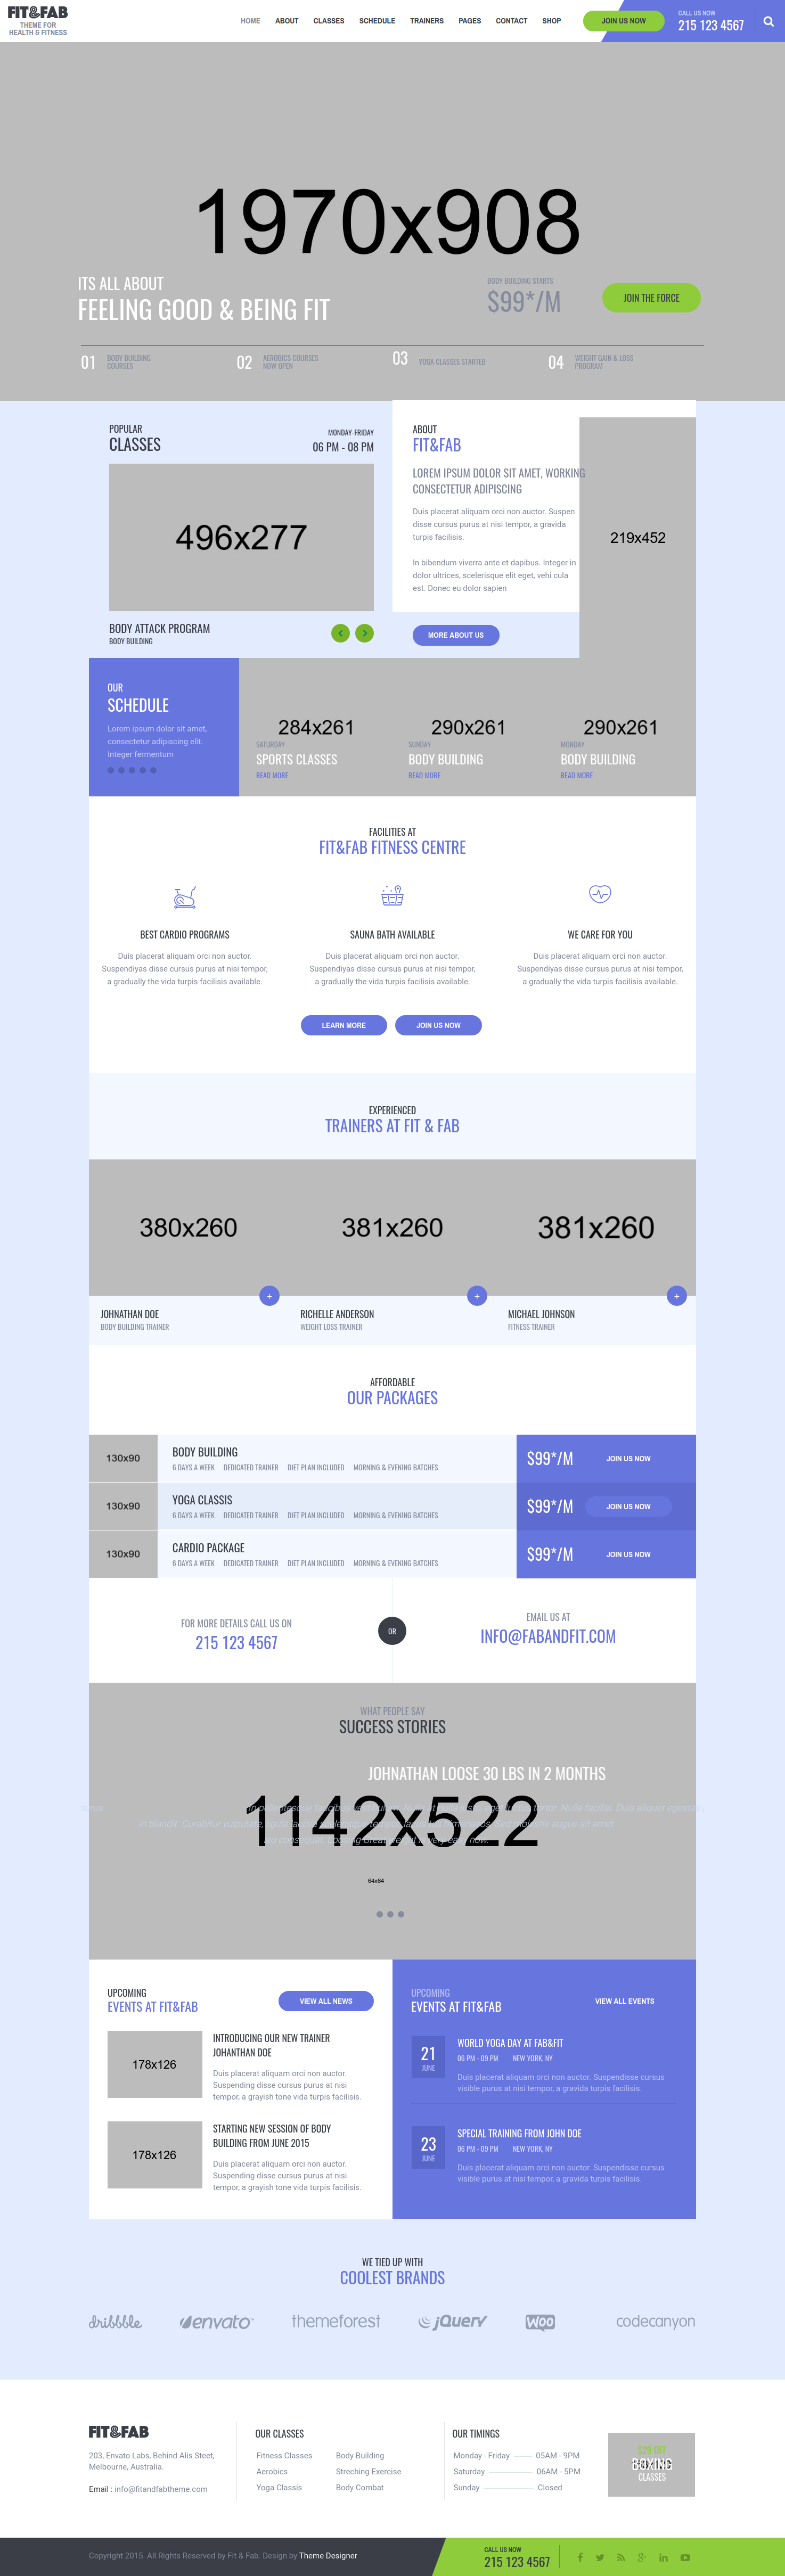 FIT&FAB
THEME FOR
HEALTH & FITNESS
HOME ABOUT CLASSES SCHEDULE TRAINERS PAGES CONTACT SHOP
JOIN US NOW
CALL US NOW
215 123 4567
1970x908
ITS ALL ABOUT
FEELING GOOD & BEING FIT
BODY BUILDING STARTS
$99*/M
JOIN THE FORCE
01 BODY BUILDING
COURSES
02 AEROBICS COURSES
NOW OPEN
03 YOGA CLASSES STARTED
04 WEIGHT GAIN & LOSS
PROGRAM
POPULAR
CLASSES
MONDAY-FRIDAY
06 PM - 08 PM
496x277
BODY ATTACK PROGRAM
BODY BUILDING
ABOUT
FIT&FAB
LOREM IPSUM DOLOR SIT AMET, WORKING
CONSECTETUR ADIPISCING
Duis placerat aliquam orci non auctor. Suspen
disse cursus purus at nisi tempor, a gravida
turpis facilisis.
In bibendum viverra ante et dapibus. Integer in
dolor ultrices, scelerisque elit eget, vehi cula
est. Donec eu dolor sapien
MORE ABOUT US
219x452
OUR
SCHEDULE
Lorem ipsum dolor sit amet,
consectetur adipiscing elit.
Integer fermentum
284x261
SATURDAY
SPORTS CLASSES
READ MORE
290x261
SUNDAY
BODY BUILDING
READ MORE
290x261
MONDAY
BODY BUILDING
READ MORE
FACILITIES AT
FIT&FAB FITNESS CENTRE
BEST CARDIO PROGRAMS
Duis placerat aliquam orci non auctor.
Suspendiyas disse cursus purus at nisi tempor,
a gradually the vida turpis facilisis available.
SAUNA BATH AVAILABLE
Duis placerat aliquam orci non auctor.
Suspendiyas disse cursus purus at nisi tempor,
a gradually the vida turpis facilisis available.
WE CARE FOR YOU
Duis placerat aliquam orci non auctor.
Suspendiyas disse cursus purus at nisi tempor,
a gradually the vida turpis facilisis available.
LEARN MORE
JOIN US NOW
EXPERIENCED
TRAINERS AT FIT & FAB
380x260
381x260
381x260
JOHNATHAN DOE
BODY BUILDING TRAINER
RICHELLE ANDERSON
WEIGHT LOSS TRAINER
MICHAEL JOHNSON
FITNESS TRAINER
AFFORDABLE
OUR PACKAGES
130x90
BODY BUILDING
6 DAYS A WEEK DEDICATED TRAINER DIET PLAN INCLUDED MORNING & EVENING BATCHES
$99*/M
JOIN US NOW
130x90
YOGA CLASSIS
6 DAYS A WEEK DEDICATED TRAINER DIET PLAN INCLUDED MORNING & EVENING BATCHES
$99*/M
JOIN US NOW
130x90
CARDIO PACKAGE
6 DAYS A WEEK DEDICATED TRAINER DIET PLAN INCLUDED MORNING & EVENING BATCHES
$99*/M
JOIN US NOW
FOR MORE DETAILS CALL US ON
215 123 4567
OR
EMAIL US AT
INFO@FABANDFIT.COM
WHAT PEOPLE SAY
SUCCESS STORIES
JOHNATHAN LOOSE 30 LBS IN 2 MONTHS
1142x522
64x64
UPCOMING
EVENTS AT FIT&FAB
VIEW ALL NEWS
178x126
INTRODUCING OUR NEW TRAINER
JOHANTHAN DOE
Duis placerat aliquam orci non auctor.
Suspending disse cursus purus at nisi
tempor, a grayish tone vida turpis facilisis.
178x126
STARTING NEW SESSION OF BODY
BUILDING FROM JUNE 2015
Duis placerat aliquam orci non auctor.
Suspending disse cursus purus at nisi
tempor, a grayish tone vida turpis facilisis.
UPCOMING
EVENTS AT FIT&FAB
VIEW ALL EVENTS
21
JUNE
WORLD YOGA DAY AT FAB&FIT
06 PM - 09 PM NEW YORK, NY
Duis placerat aliquam orci non auctor. Suspendisse cursus
visible purus at nisi tempor, a gravida turpis facilisis.
23
JUNE
SPECIAL TRAINING FROM JOHN DOE
06 PM - 09 PM NEW YORK, NY
Duis placerat aliquam orci non auctor. Suspendisse cursus
visible purus at nisi tempor, a gravida turpis facilisis.
WE TIED UP WITH
COOLEST BRANDS
dribbble
envato
themeforest
jQuery
WOO
codecanyon
FIT&FAB
203, Envato Labs, Behind Alis Steet,
Melbourne, Australia.
Email : info@fitandfabtheme.com
OUR CLASSES
Fitness Classes
Aerobics
Yoga Classis
Body Building
Streching Exercise
Body Combat
OUR TIMINGS
Monday - Friday 05AM - 9PM
Saturday 06AM - 5PM
Sunday Closed
BOXING
CLASSES
Copyright 2015. All Rights Reserved by Fit & Fab. Design by Theme Designer
CALL US NOW
215 123 4567